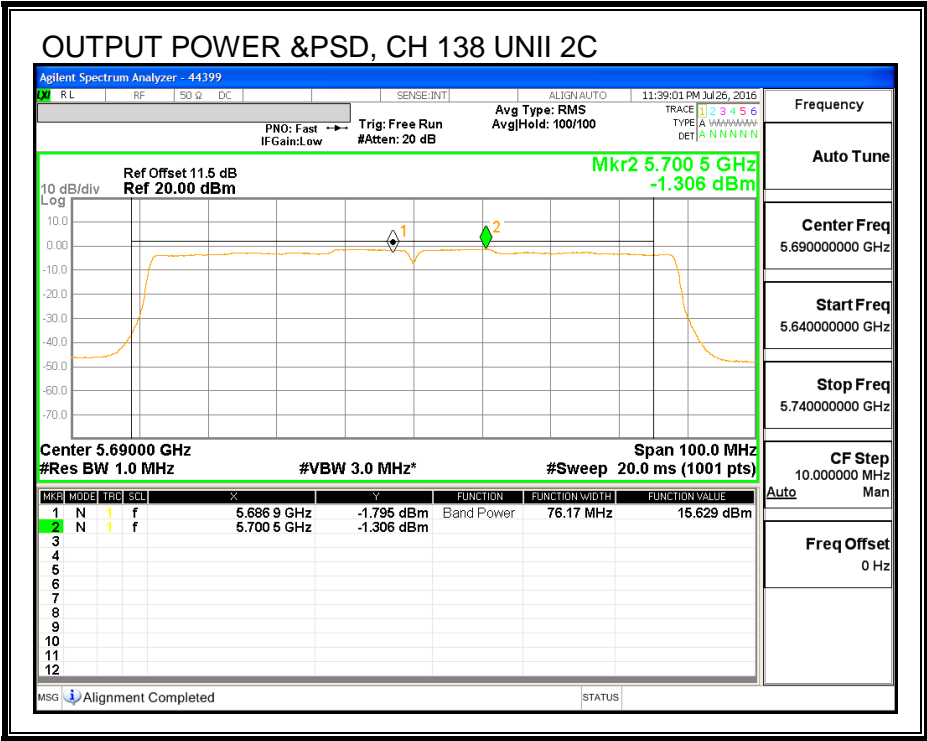 OUTPUT POWER &PSD, CH 138 UNII 2C
Agilent Spectrum Analyzer - 44399
LXI RL RF 50 Ω DC SENSE:INT ALIGNAUTO 11:39:01 PM Jul 26, 2016
PNO: Fast Trig: Free Run Avg Type: RMS TRACE 1 2 3 4 5 6
IFGain:Low #Atten: 20 dB Avg|Hold: 100/100 TYPE A WWWWW
DET A N N N N N
Mkr2 5.700 5 GHz
-1.306 dBm
Ref Offset 11.5 dB
10 dB/div Ref 20.00 dBm
Log
10.0
0.00
-10.0
-20.0
-30.0
-40.0
-50.0
-60.0
-70.0
1
2
Center 5.69000 GHz Span 100.0 MHz
#Res BW 1.0 MHz #VBW 3.0 MHz* #Sweep 20.0 ms (1001 pts)
MKR MODE TRC SCL X Y FUNCTION FUNCTION WIDTH FUNCTION VALUE
1 N 1 f 5.686 9 GHz -1.795 dBm Band Power 76.17 MHz 15.629 dBm
2 N 1 f 5.700 5 GHz -1.306 dBm
3
4
5
6
7
8
9
10
11
12
MSG Alignment Completed STATUS
Frequency
Auto Tune
Center Freq
5.690000000 GHz
Start Freq
5.640000000 GHz
Stop Freq
5.740000000 GHz
CF Step
10.000000 MHz
Auto Man
Freq Offset
0 Hz